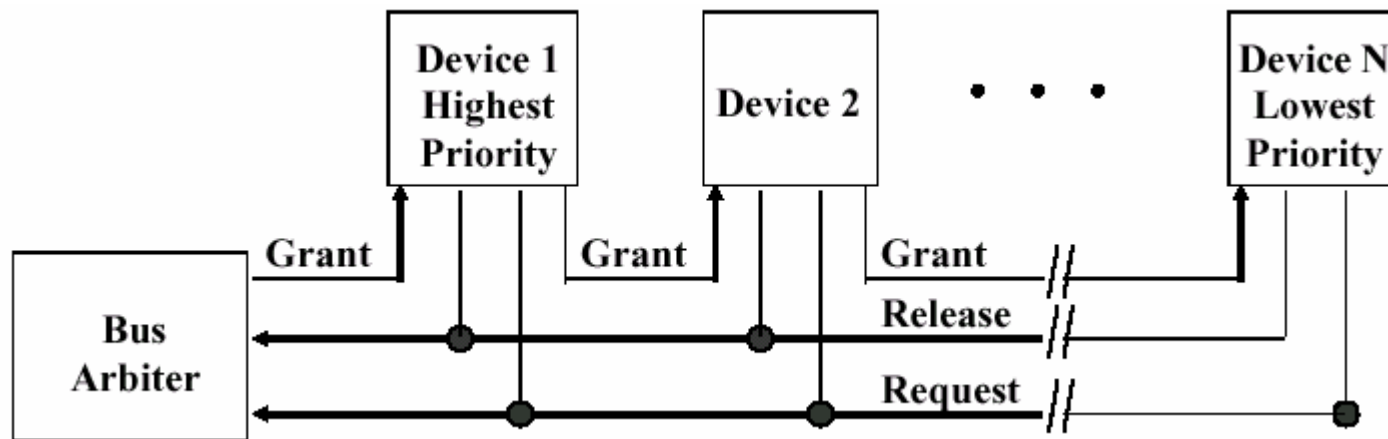 Device 1
Highest
Priority
Device 2
Device N
Lowest
Priority
Grant
Grant
Grant
Release
Request
Bus
Arbiter